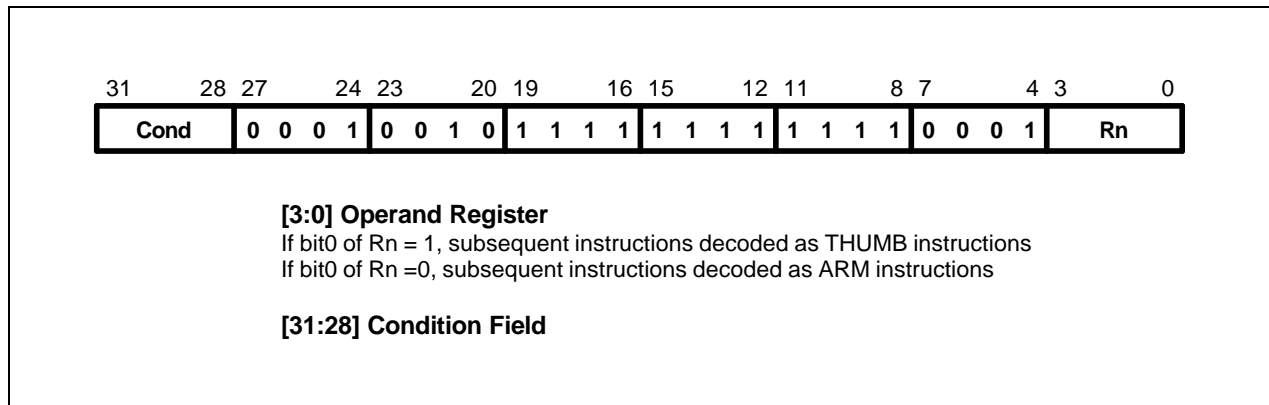 31 28 27 24 23 20 19 16 15 12 11 8 7 4 3 0
Cond 0 0 0 1 0 0 1 0 1 1 1 1 1 1 1 1 1 1 1 1 0 0 0 1 Rn
[3:0] Operand Register
If bit0 of Rn = 1, subsequent instructions decoded as THUMB instructions
If bit0 of Rn =0, subsequent instructions decoded as ARM instructions
[31:28] Condition Field